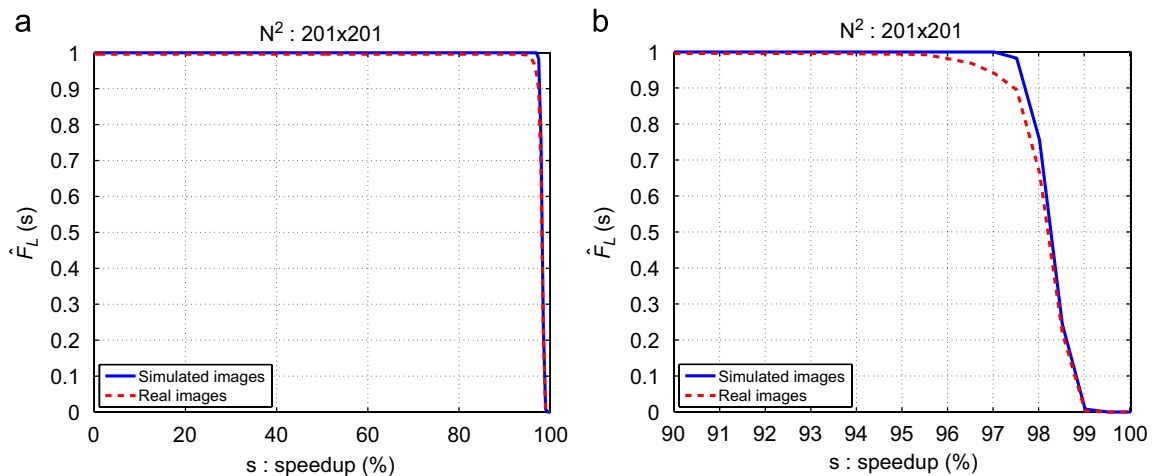 a
N² : 201x201
1
0.9
0.8
0.7
0.6
0.5
0.4
0.3
0.2
0.1
0
F̂_L (s)
Simulated images
Real images
0 20 40 60 80 100
s : speedup (%)
b
N² : 201x201
1
0.9
0.8
0.7
0.6
0.5
0.4
0.3
0.2
0.1
0
F̂_L (s)
Simulated images
Real images
90 91 92 93 94 95 96 97 98 99 100
s : speedup (%)